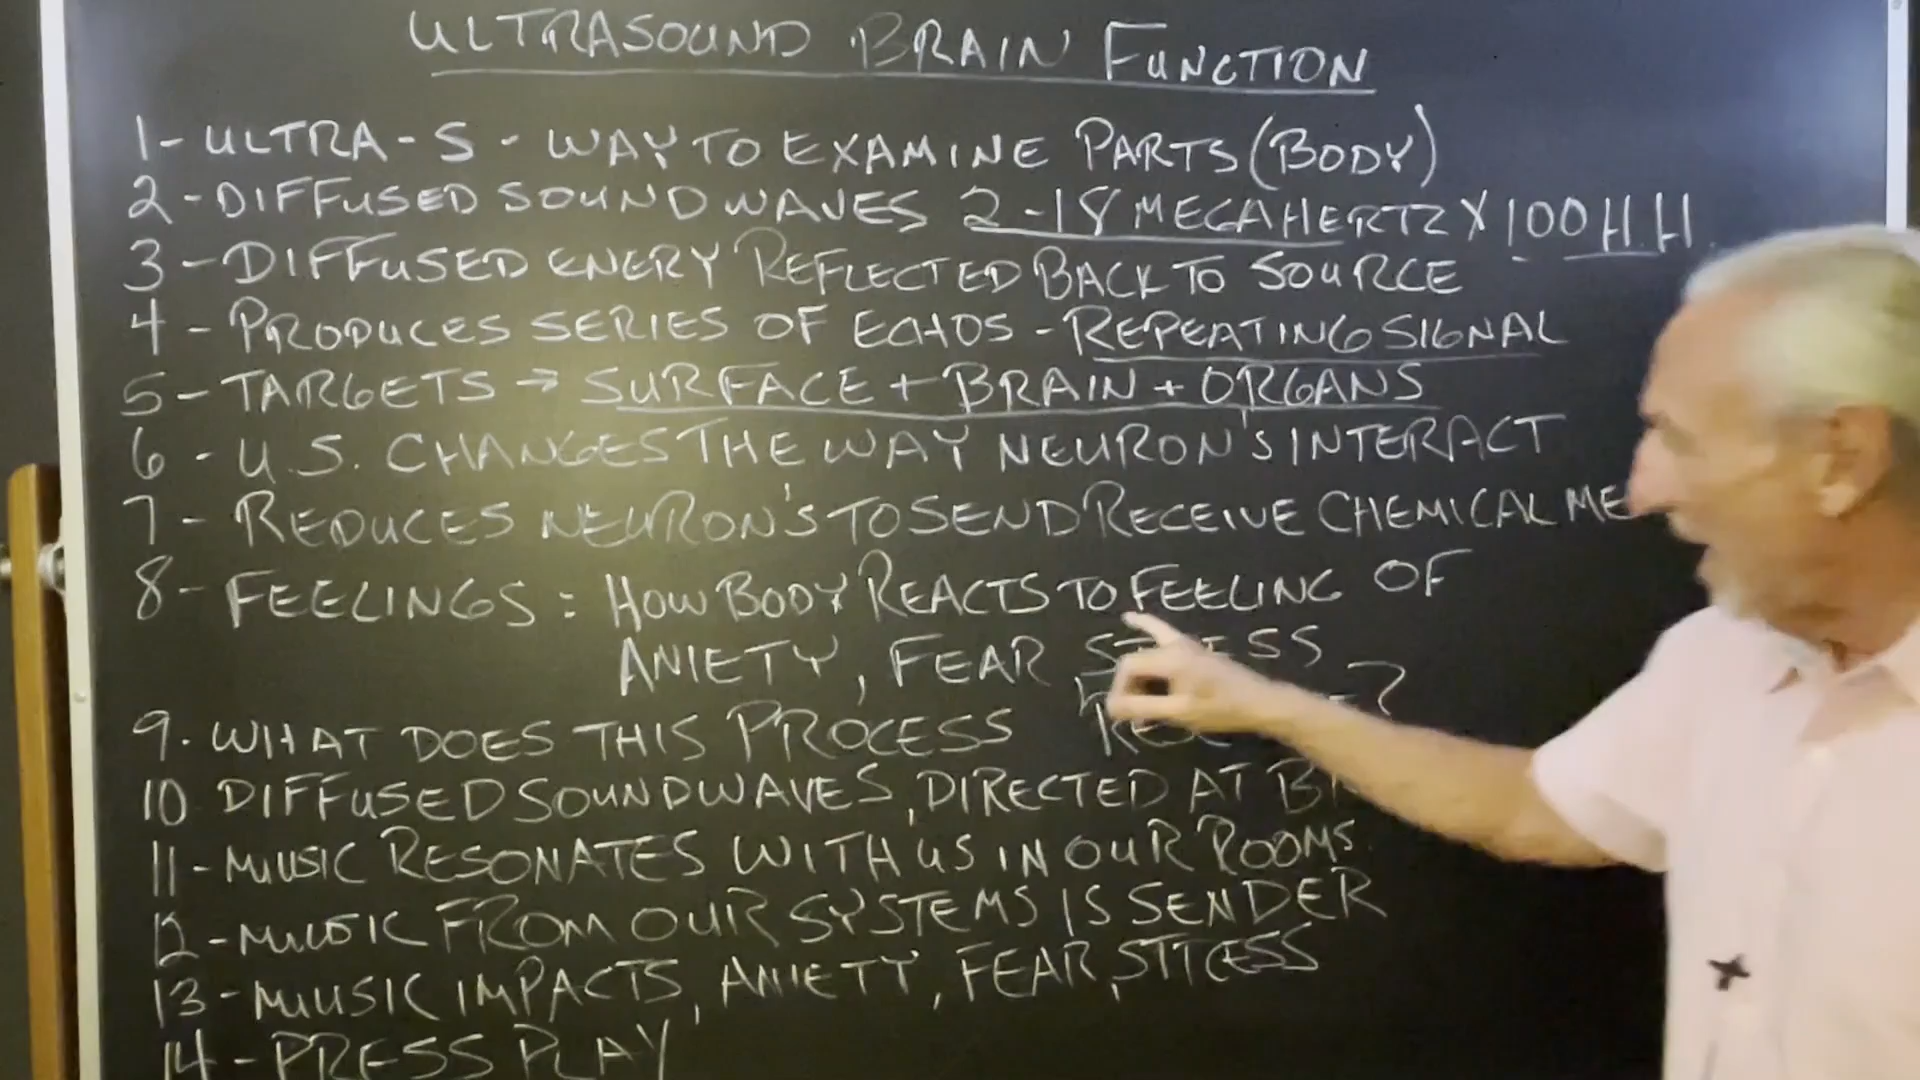 ULTRASOUND BRAIN FUNCTION
1- ULTRA-S - WAY TO EXAMINE PARTS (BODY)
2- DIFFUSED SOUNDWAVES 2-18 MEGAHERTZ X 100 H.H.
3- DIFFUSED ENERY REFLECTED BACK TO SOURCE
4- PRODUCES SERIES OF ECHOS - REPEATING SIGNAL
5- TARGETS → SURFACE + BRAIN + ORGANS
6- U.S. CHANGES THE WAY NEURON'S INTERACT
7- REDUCES NEURON'S TO SEND RECEIVE CHEMICAL
8- FEELINGS = HOW BODY REACTS TO FEELING OF
ANIETY, FEAR STRESS
9. WHAT DOES THIS PROCESS ?
10 DIFFUSED SOUNDWAVES, DIRECTED AT
11- MUSIC RESONATES WITH US IN OUR ROOMS.
12- MUSIC FROM OUR SYSTEMS IS SENDER
13- MUSIC IMPACTS, ANIETY, FEAR, STRESS
14- PRESS PLAY